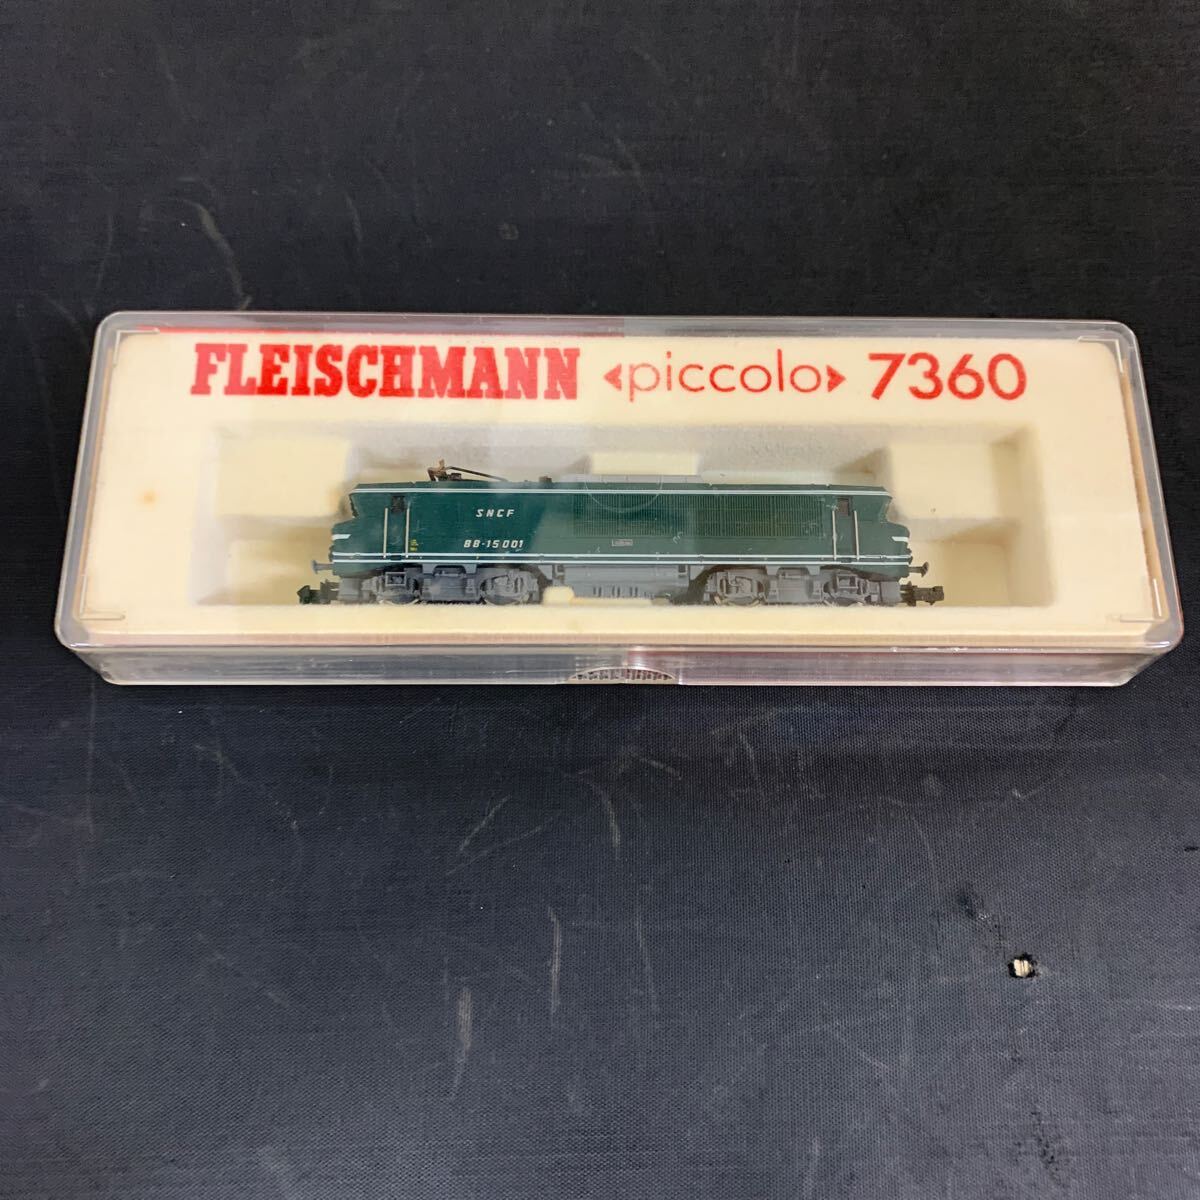 FLEISCHMANN «piccolo» 7360
SNCF
BB-15001